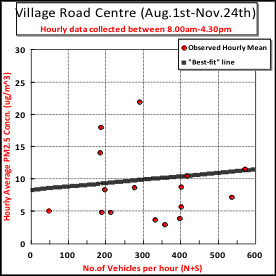 Village Road Centre (Aug.1st-Nov.24th)
Hourly data collected between 8.00am-4.30pm
Observed Hourly Mean
"Best-fit" line
Hourly Average PM2.5 Concn. (ug/m^3)
30
25
20
15
10
5
0
0 100 200 300 400 500 600
No.of Vehicles per hour (N+S)